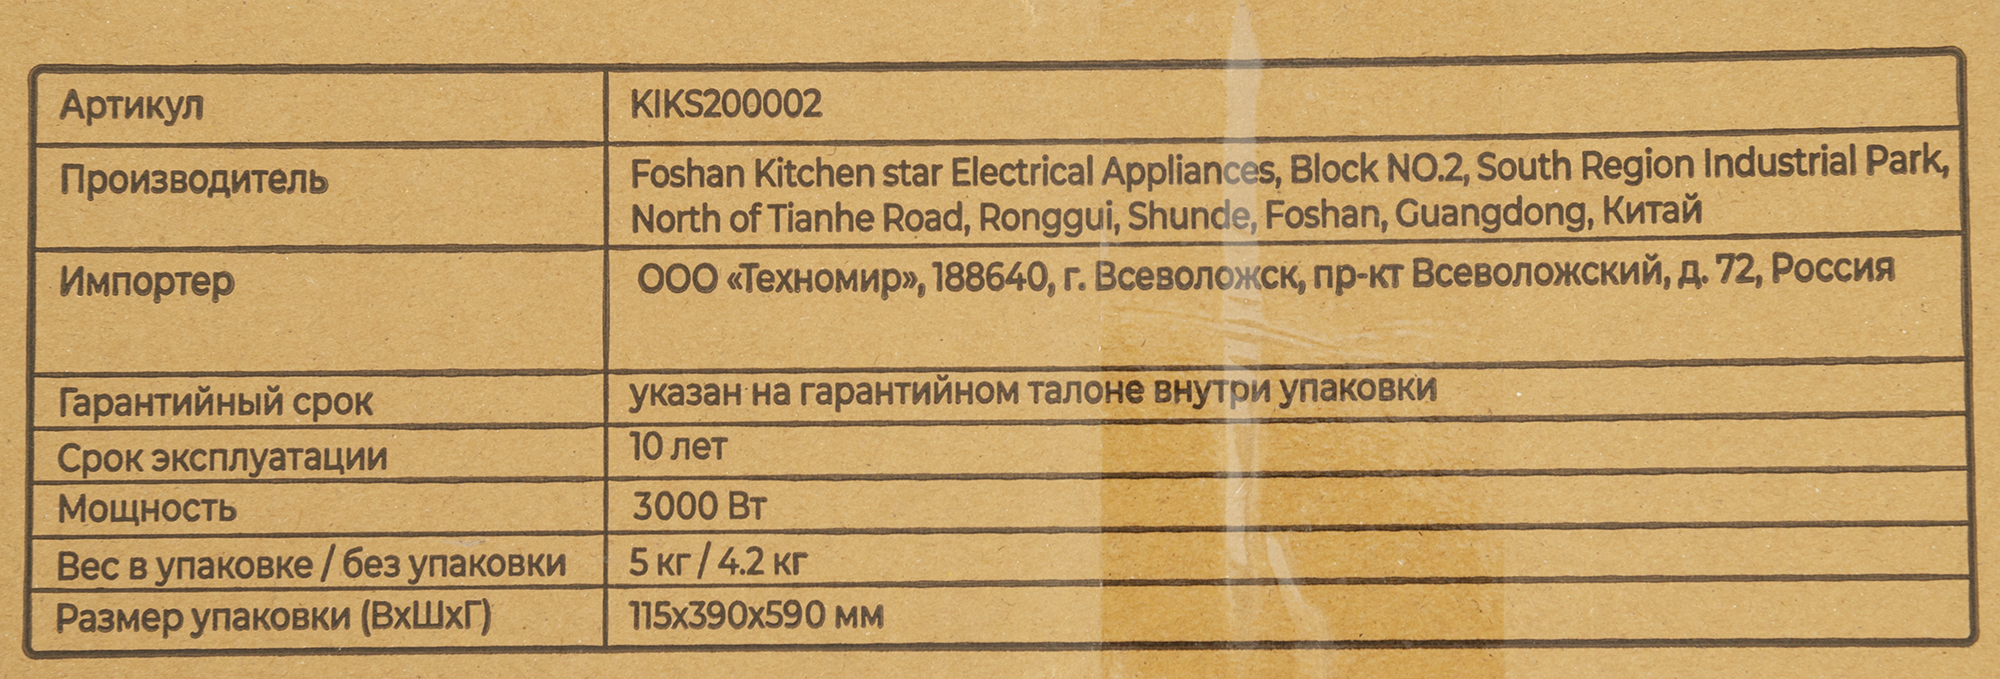 Артикул KIKS200002
Производитель Foshan Kitchen star Electrical Appliances, Block NO.2, South Region Industrial Park,
North of Tianhe Road, Ronggui, Shunde, Foshan, Guangdong, Китай
Импортер ООО «Техномир», 188640, г. Всеволожск, пр-кт Всеволожский, д. 72, Россия
Гарантийный срок указан на гарантийном талоне внутри упаковки
Срок эксплуатации 10 лет
Мощность 3000 Вт
Вес в упаковке / без упаковки 5 кг / 4.2 кг
Размер упаковки (ВхШхГ) 115х390х590 мм